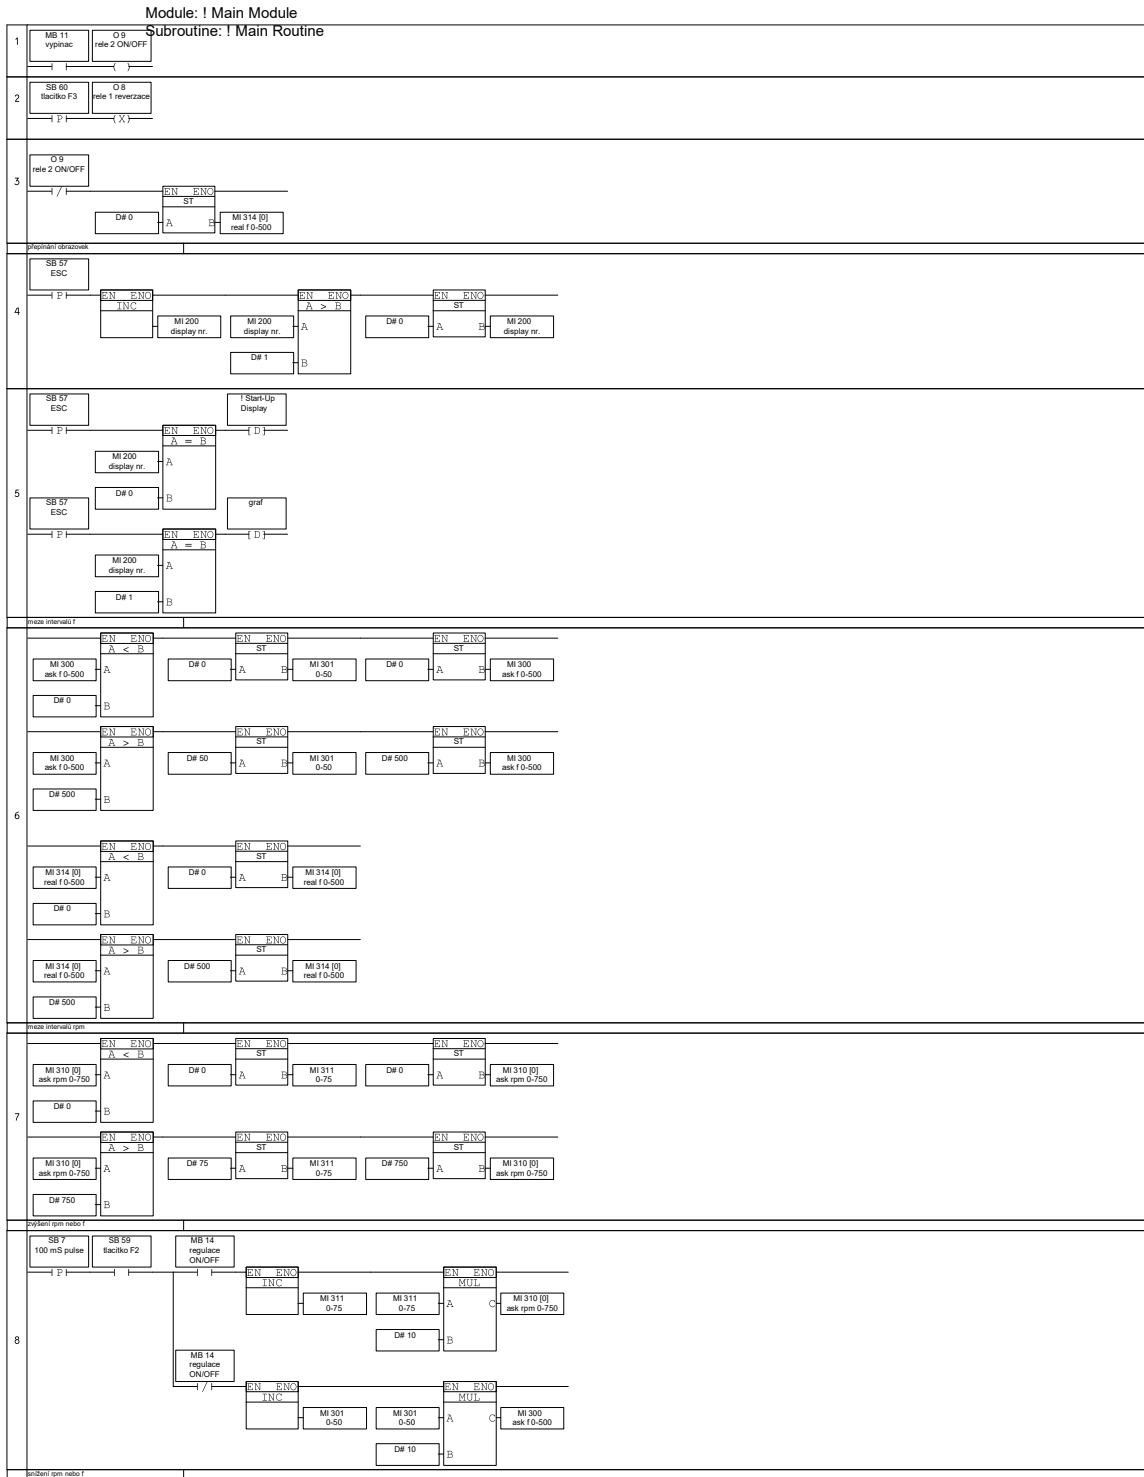 Module: ! Main Module
Subroutine: ! Main Routine
1
MB 11 O 9
vypinac rele 2 ON/OFF
2
SB 60 O 8
tlacitko F3 rele 1 reverzace
P (X)
3
O 9
rele 2 ON/OFF
/
EN ENO
ST
D# 0 A B MI 314 [0]
real f 0-500
přepínání obrazovek
4
SB 57
ESC
P EN ENO EN ENO EN ENO
INC A > B ST
MI 200 MI 200 A D# 0 A B MI 200
display nr. display nr. display nr.
D# 1 B
5
SB 57 ! Start-Up
ESC Display
P EN ENO [D]
A = B
MI 200 A
display nr.
D# 0 B
SB 57 graf
ESC
P EN ENO [D]
A = B
MI 200 A
display nr.
D# 1 B
meze intervalů f
6
EN ENO EN ENO EN ENO
A < B ST ST
MI 300 A D# 0 A B MI 301 D# 0 A B MI 300
ask f 0-500 0-50 ask f 0-500
D# 0 B
EN ENO EN ENO EN ENO
A > B ST ST
MI 300 A D# 50 A B MI 301 D# 500 A B MI 300
ask f 0-500 0-50 ask f 0-500
D# 500 B
EN ENO EN ENO
A < B ST
MI 314 [0] A D# 0 A B MI 314 [0]
real f 0-500 real f 0-500
D# 0 B
EN ENO EN ENO
A > B ST
MI 314 [0] A D# 500 A B MI 314 [0]
real f 0-500 real f 0-500
D# 500 B
meze intervalů rpm
7
EN ENO EN ENO EN ENO
A < B ST ST
MI 310 [0] A D# 0 A B MI 311 D# 0 A B MI 310 [0]
ask rpm 0-750 0-75 ask rpm 0-750
D# 0 B
EN ENO EN ENO EN ENO
A > B ST ST
MI 310 [0] A D# 75 A B MI 311 D# 750 A B MI 310 [0]
ask rpm 0-750 0-75 ask rpm 0-750
D# 750 B
zvýšení rpm nebo f
8
SB 7 SB 59 MB 14
100 mS pulse tlacitko F2 regulace
ON/OFF
P EN ENO EN ENO
INC MUL
MI 311 MI 311 A C MI 310 [0]
0-75 0-75 ask rpm 0-750
D# 10 B
MB 14
regulace
ON/OFF
/ EN ENO EN ENO
INC MUL
MI 301 MI 301 A C MI 300
0-50 0-50 ask f 0-500
D# 10 B
snížení rpm nebo f